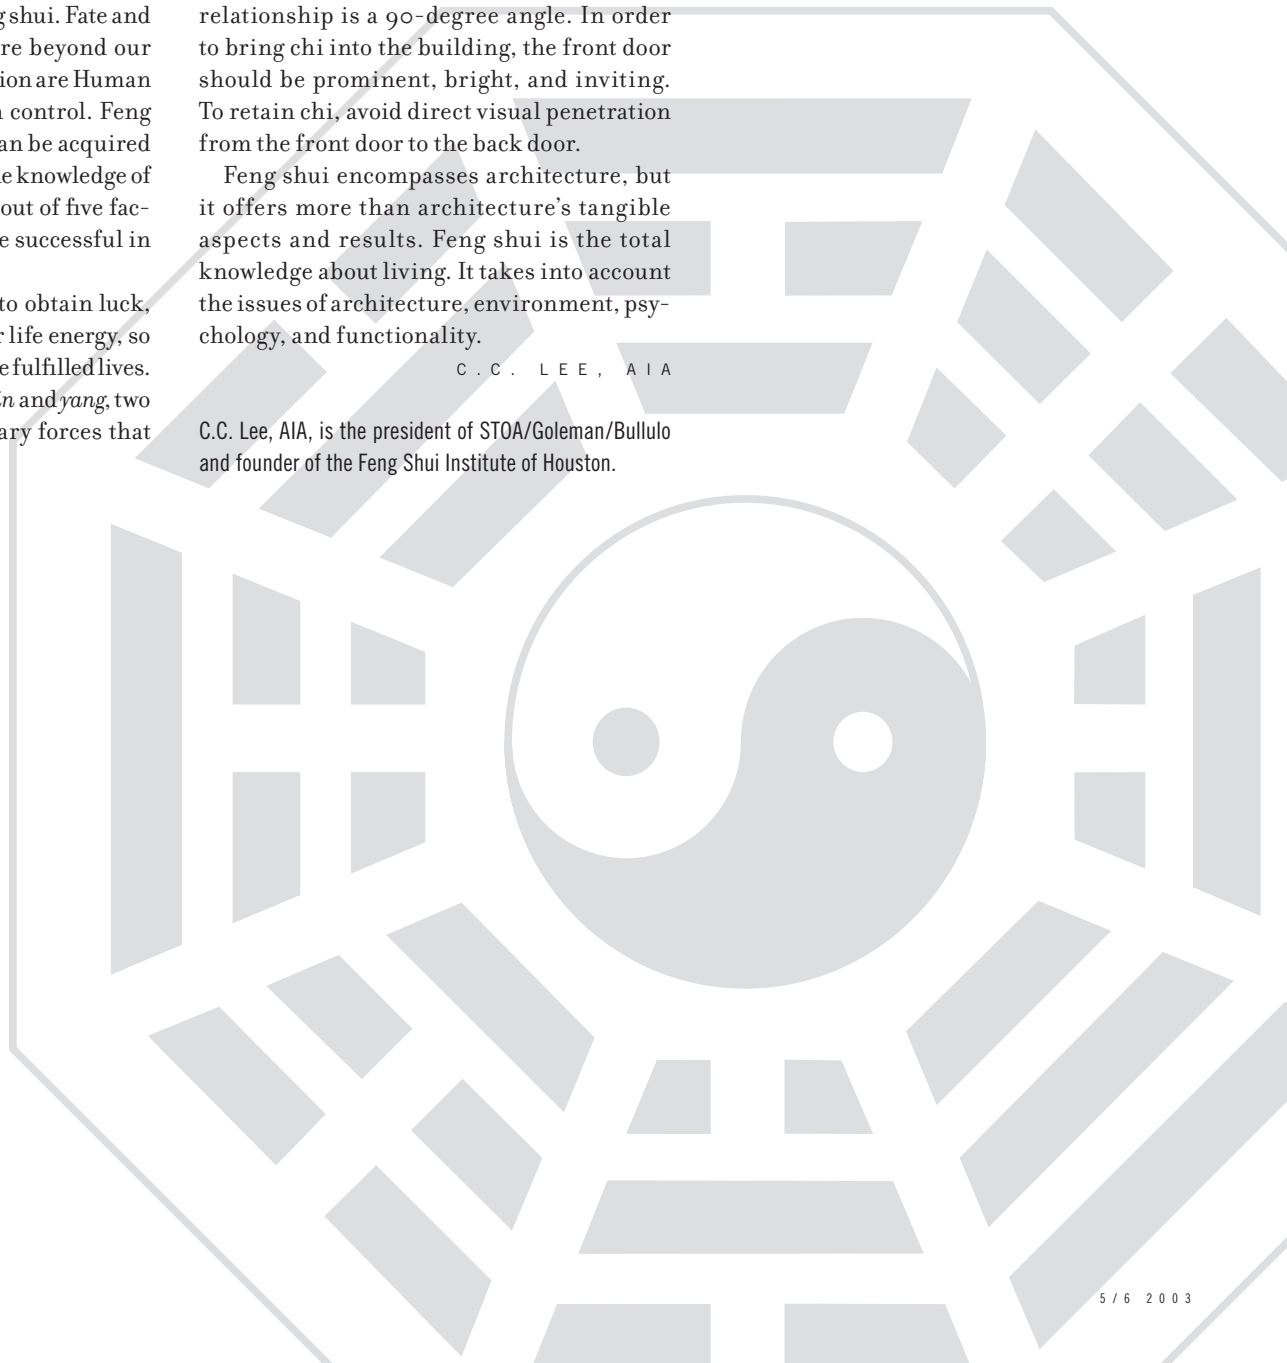 g shui. Fate and
re beyond our
ion are Human
n control. Feng
an be acquired
e knowledge of
out of five fac-
e successful in
to obtain luck,
r life energy, so
e fulfilled lives.
in and yang, two
ary forces that
relationship is a 90-degree angle. In order
to bring chi into the building, the front door
should be prominent, bright, and inviting.
To retain chi, avoid direct visual penetration
from the front door to the back door.
Feng shui encompasses architecture, but
it offers more than architecture’s tangible
aspects and results. Feng shui is the total
knowledge about living. It takes into account
the issues of architecture, environment, psy-
chology, and functionality.
C.C. LEE, AIA
C.C. Lee, AIA, is the president of STOA/Goleman/Bullulo
and founder of the Feng Shui Institute of Houston.
5/6 2003